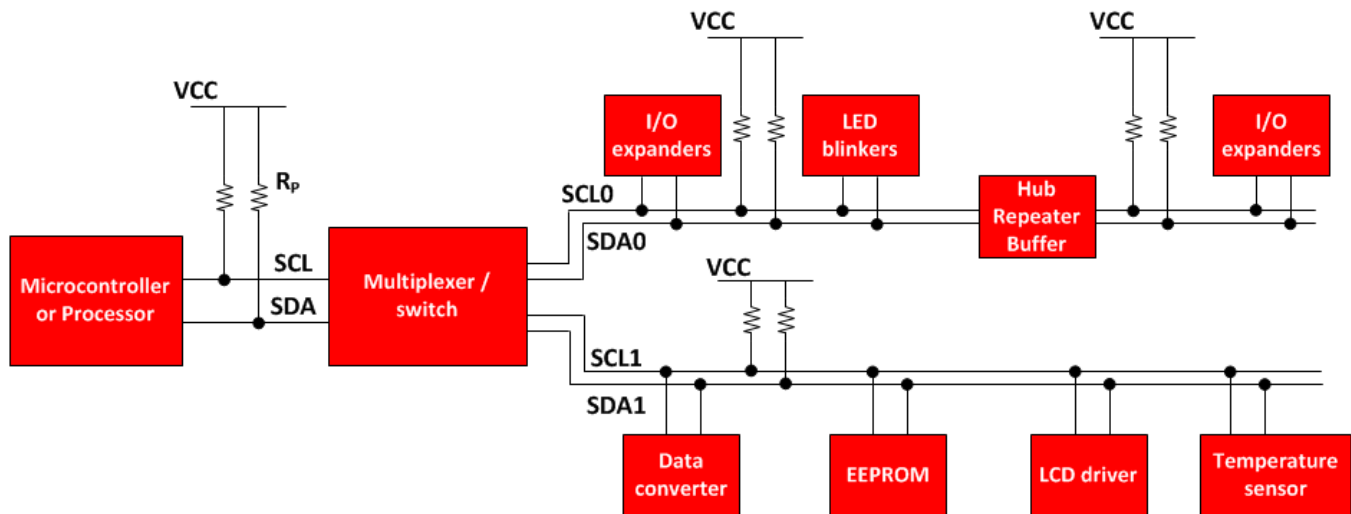 VCC
VCC
VCC
I/O
expanders
LED
blinkers
I/O
expanders
RP
SCL0
SDA0
Hub
Repeater
Buffer
Microcontroller
or Processor
SCL
SDA
Multiplexer /
switch
VCC
SCL1
SDA1
Data
converter
EEPROM
LCD driver
Temperature
sensor